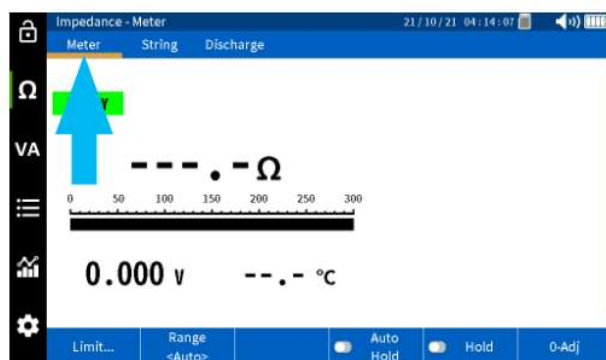 Impedance - Meter 21/10/21 04:14:07
Meter String Discharge
Ω
VA
---.-Ω
0 50 100 150 200 250 300
0.000 V --.- °C
Limit... Range <Auto> Auto Hold Hold 0-Adj